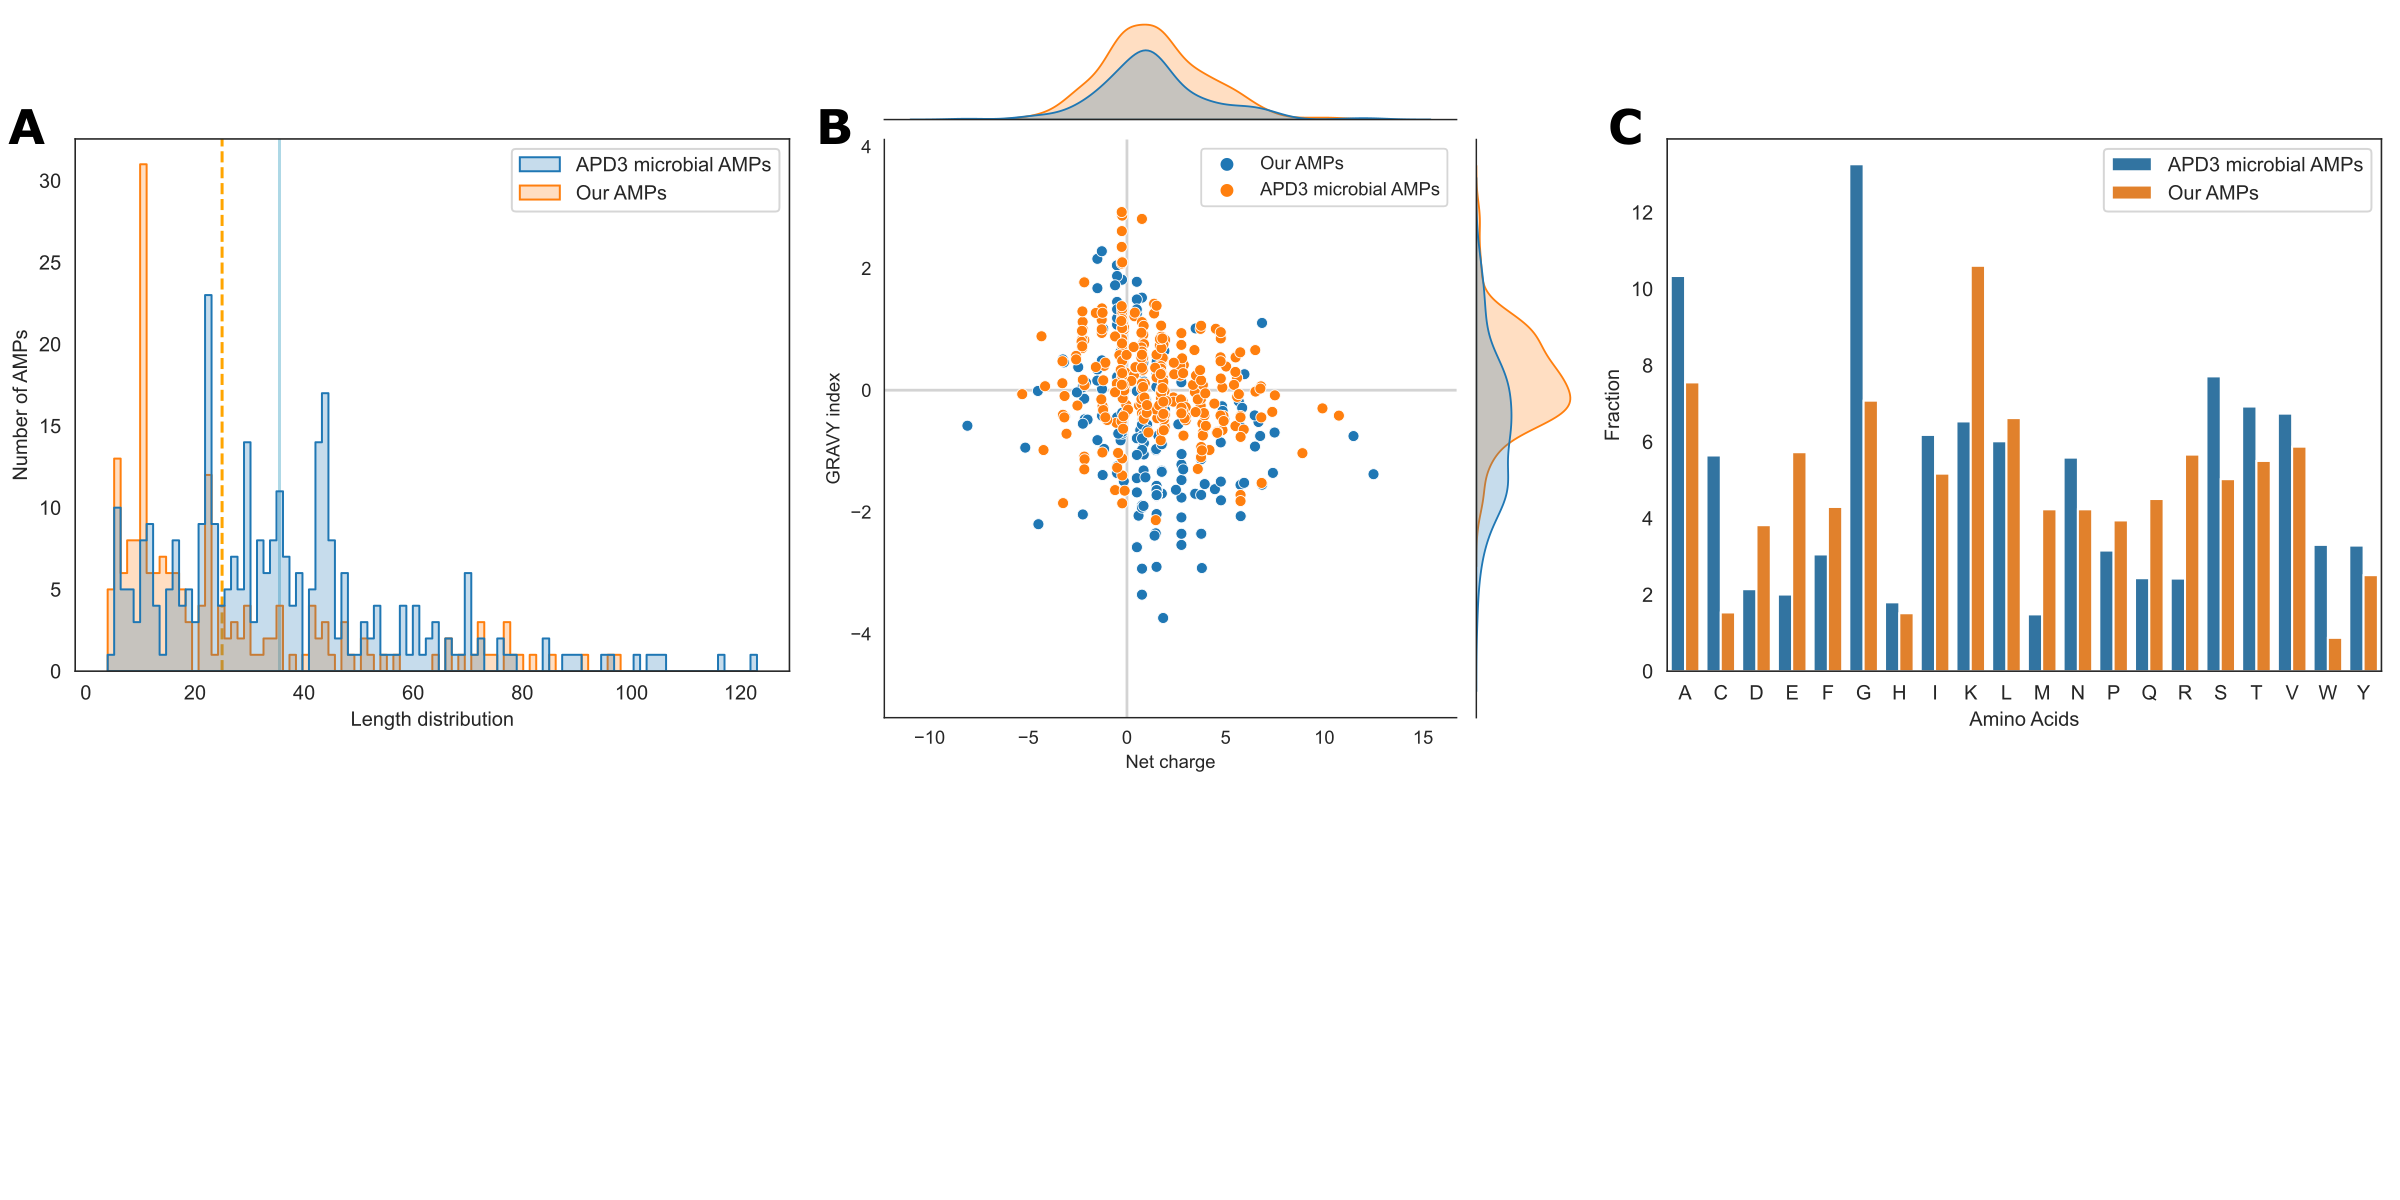 A
30
25
20
15
10
5
0
Number of AMPs
APD3 microbial AMPs
Our AMPs
0 20 40 60 80 100 120
Length distribution
B
4
2
0
−2
−4
GRAVY index
Our AMPs
APD3 microbial AMPs
−10 −5 0 5 10 15
Net charge
C
12
10
8
6
4
2
0
Fraction
APD3 microbial AMPs
Our AMPs
A C D E F G H I K L M N P Q R S T V W Y
Amino Acids